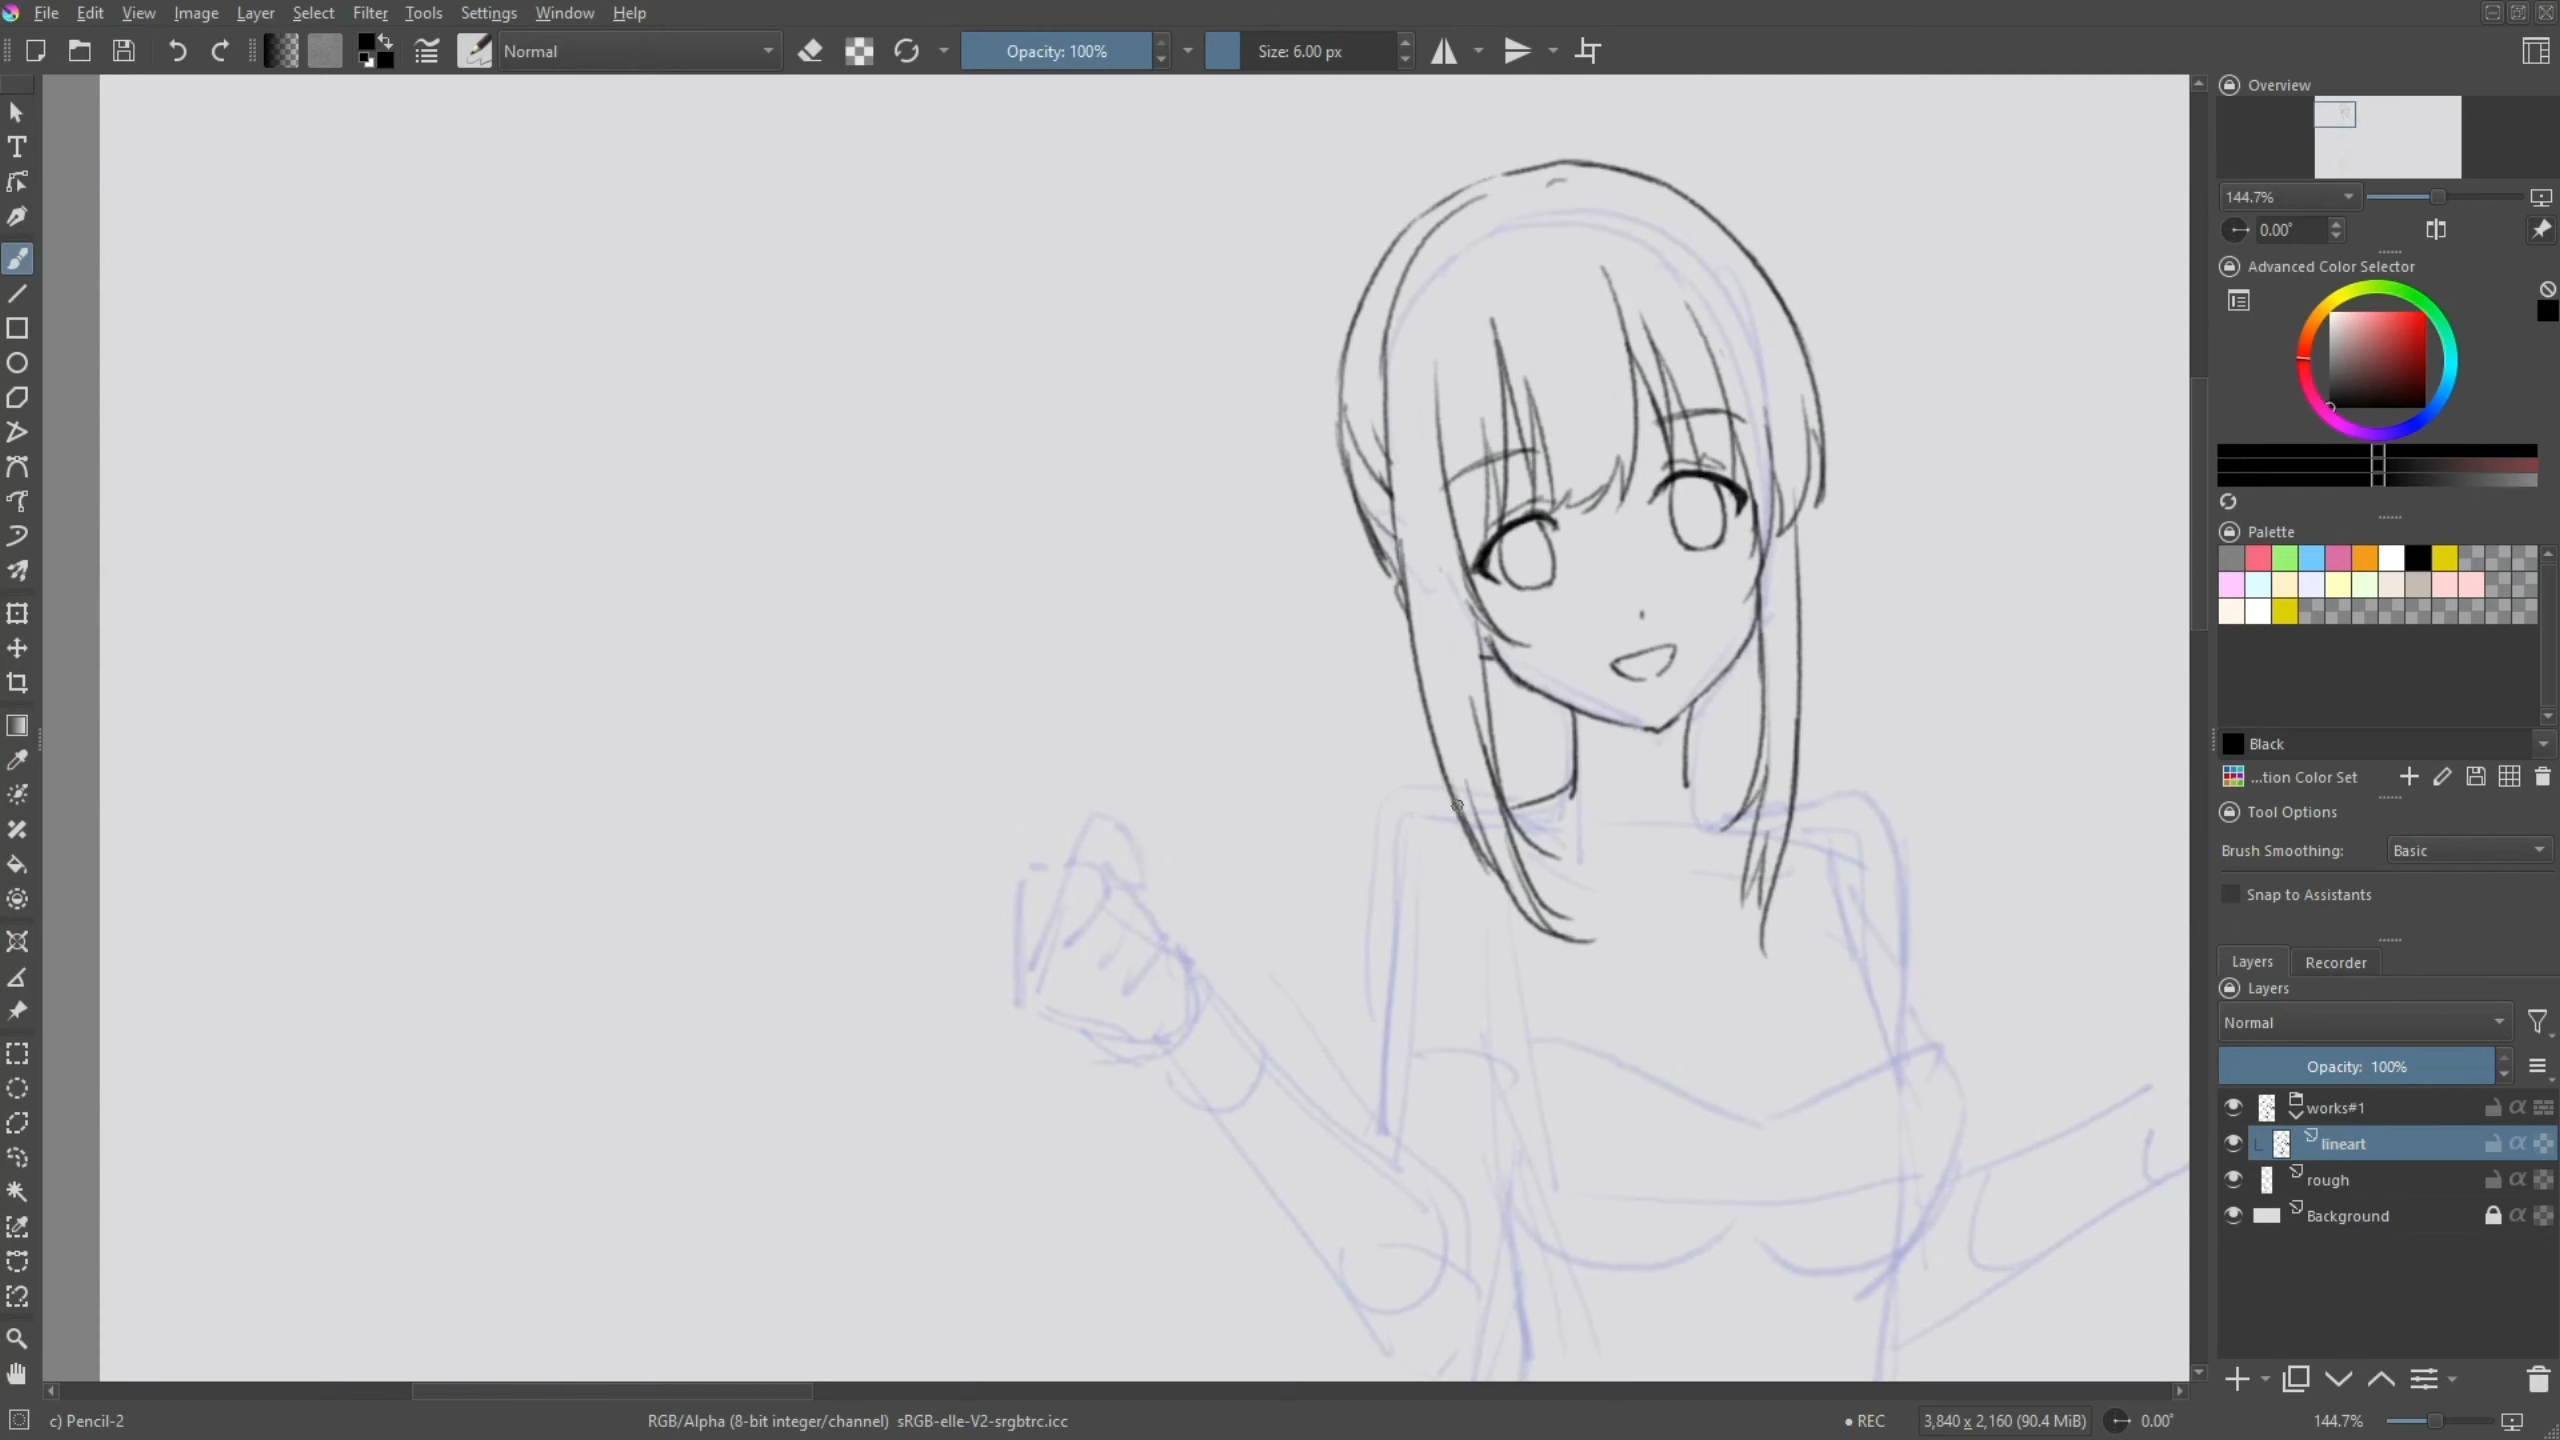 File Edit View Image Layer Select Filter Tools Settings Window Help
Normal
Opacity: 100%
Size: 6.00 px
Overview
144.7%
0.00°
Advanced Color Selector
Palette
Black
...tion Color Set
Tool Options
Brush Smoothing: Basic
Snap to Assistants
Layers Recorder
Layers
Normal
Opacity: 100%
works#1
lineart
rough
Background
c) Pencil-2
RGB/Alpha (8-bit integer/channel) sRGB-elle-V2-srgbtrc.icc
● REC
3,840 x 2,160 (90.4 MiB)
0.00°
144.7%